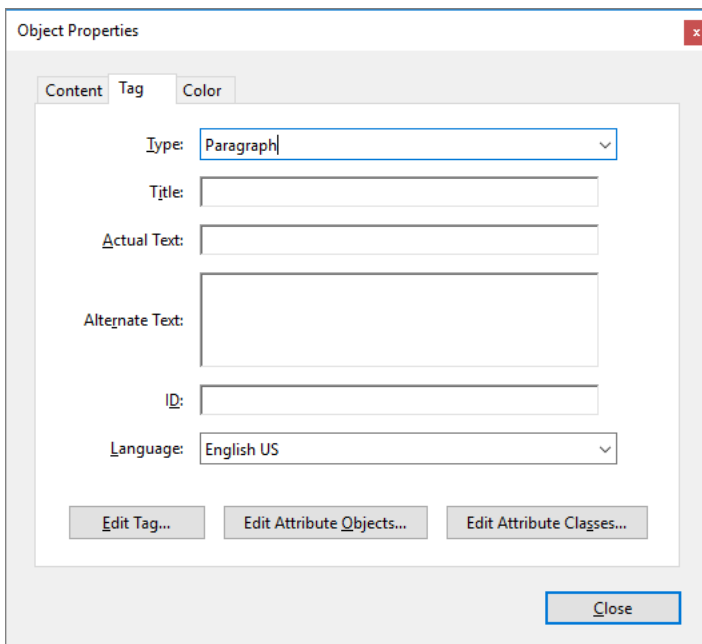 Object Properties
x
Content Tag Color
Type: Paragraph
Title:
Actual Text:
Alternate Text:
ID:
Language: English US
Edit Tag... Edit Attribute Objects... Edit Attribute Classes...
Close